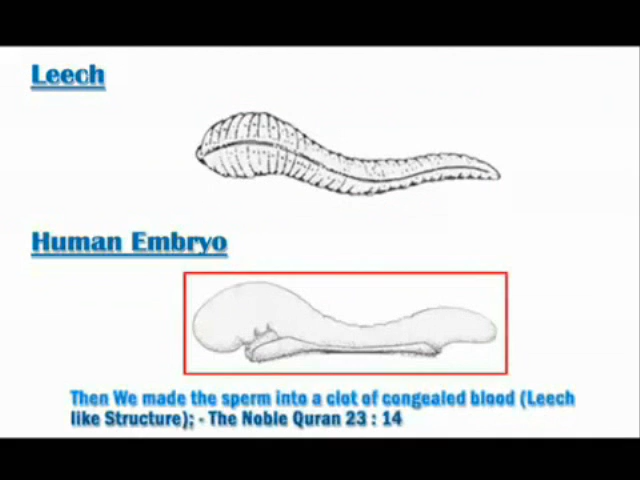 Leech
Human Embryo
Then We made the sperm into a clot of congealed blood (Leech
like Structure); - The Noble Quran 23 : 14